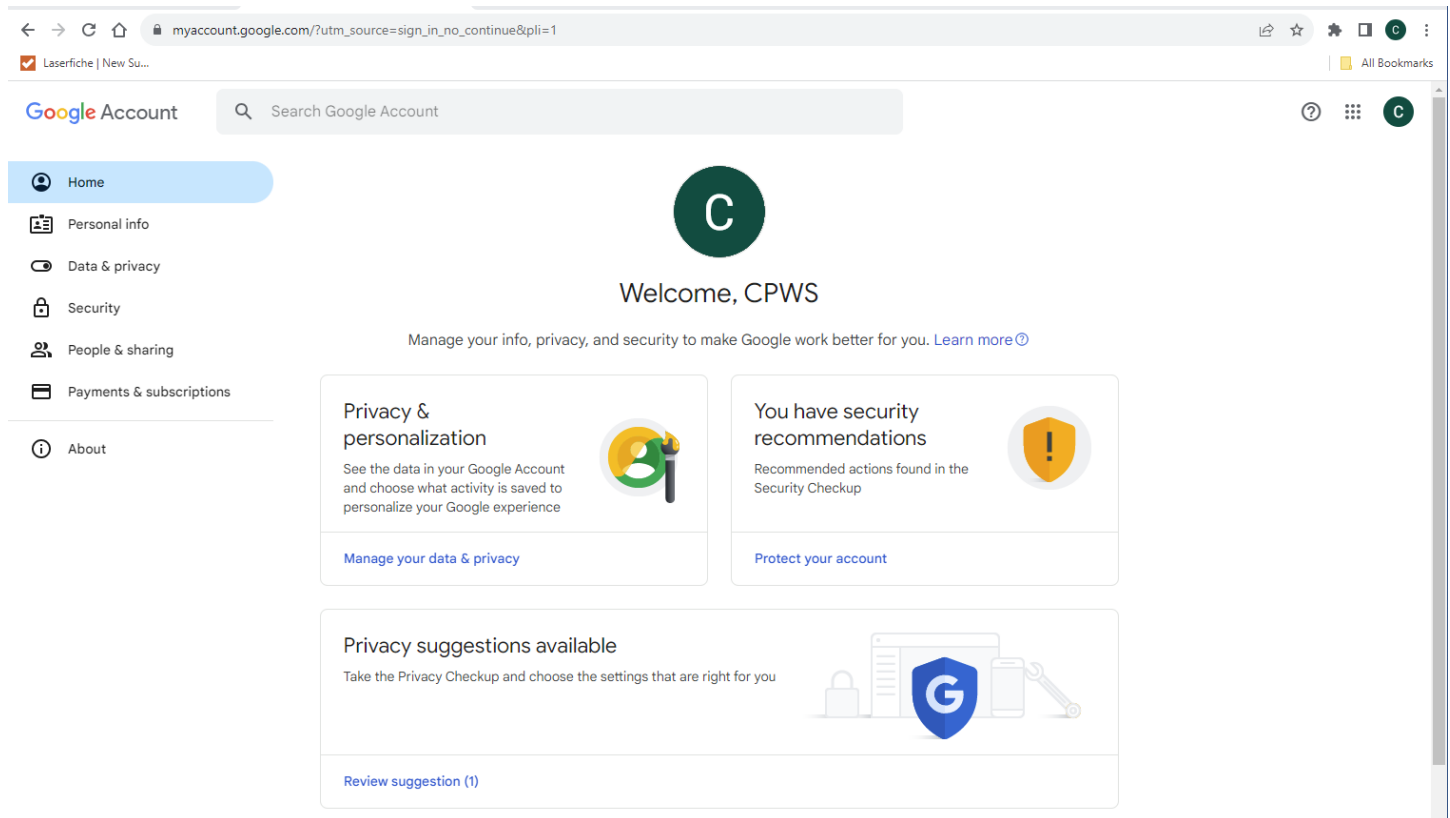 myaccount.google.com/?utm_source=sign_in_no_continue&pli=1
C
Laserfiche | New Su...
All Bookmarks
Google Account
Search Google Account
C
Home
Personal info
Data & privacy
Security
People & sharing
Payments & subscriptions
About
C
Welcome, CPWS
Manage your info, privacy, and security to make Google work better for you. Learn more
Privacy &
personalization
See the data in your Google Account
and choose what activity is saved to
personalize your Google experience
Manage your data & privacy
You have security
recommendations
Recommended actions found in the
Security Checkup
Protect your account
Privacy suggestions available
Take the Privacy Checkup and choose the settings that are right for you
G
Review suggestion (1)